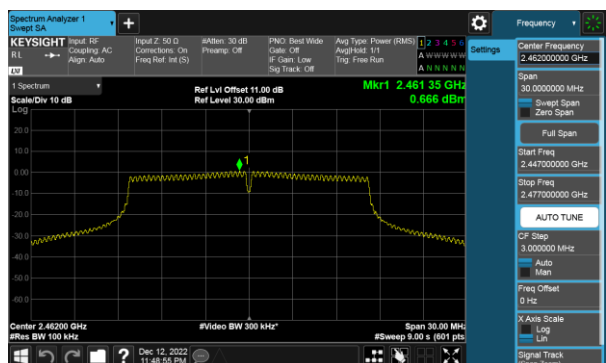 Spectrum Analyzer 1
Swept SA
+
Frequency
KEYSIGHT
RL
Input: RF
Coupling: AC
Align: Auto
Input Z: 50 Ω
Corrections: On
Freq Ref: Int (S)
#Atten: 30 dB
Preamp: Off
PNO: Best Wide
Gate: Off
IF Gain: Low
Sig Track: Off
Avg Type: Power (RMS)
Avg|Hold: 1/1
Trig: Free Run
1 2 3 4 5 6
A W W W W W
A N N N N N
LXI
Settings
Center Frequency
2.462000000 GHz
Span
30.0000000 MHz
Swept Span
Zero Span
Full Span
Start Freq
2.447000000 GHz
Stop Freq
2.477000000 GHz
AUTO TUNE
CF Step
3.000000 MHz
Auto
Man
Freq Offset
0 Hz
X Axis Scale
Log
Lin
Signal Track
1 Spectrum
Scale/Div 10 dB
Log
Ref Lvl Offset 11.00 dB
Ref Level 30.00 dBm
Mkr1 2.461 35 GHz
0.666 dBm
1
20.0
10.0
0.00
-10.0
-20.0
-30.0
-40.0
-50.0
-60.0
Center 2.46200 GHz
#Res BW 100 kHz
#Video BW 300 kHz*
Span 30.00 MHz
#Sweep 9.00 s (601 pts)
?
Dec 12, 2022
11:48:55 PM